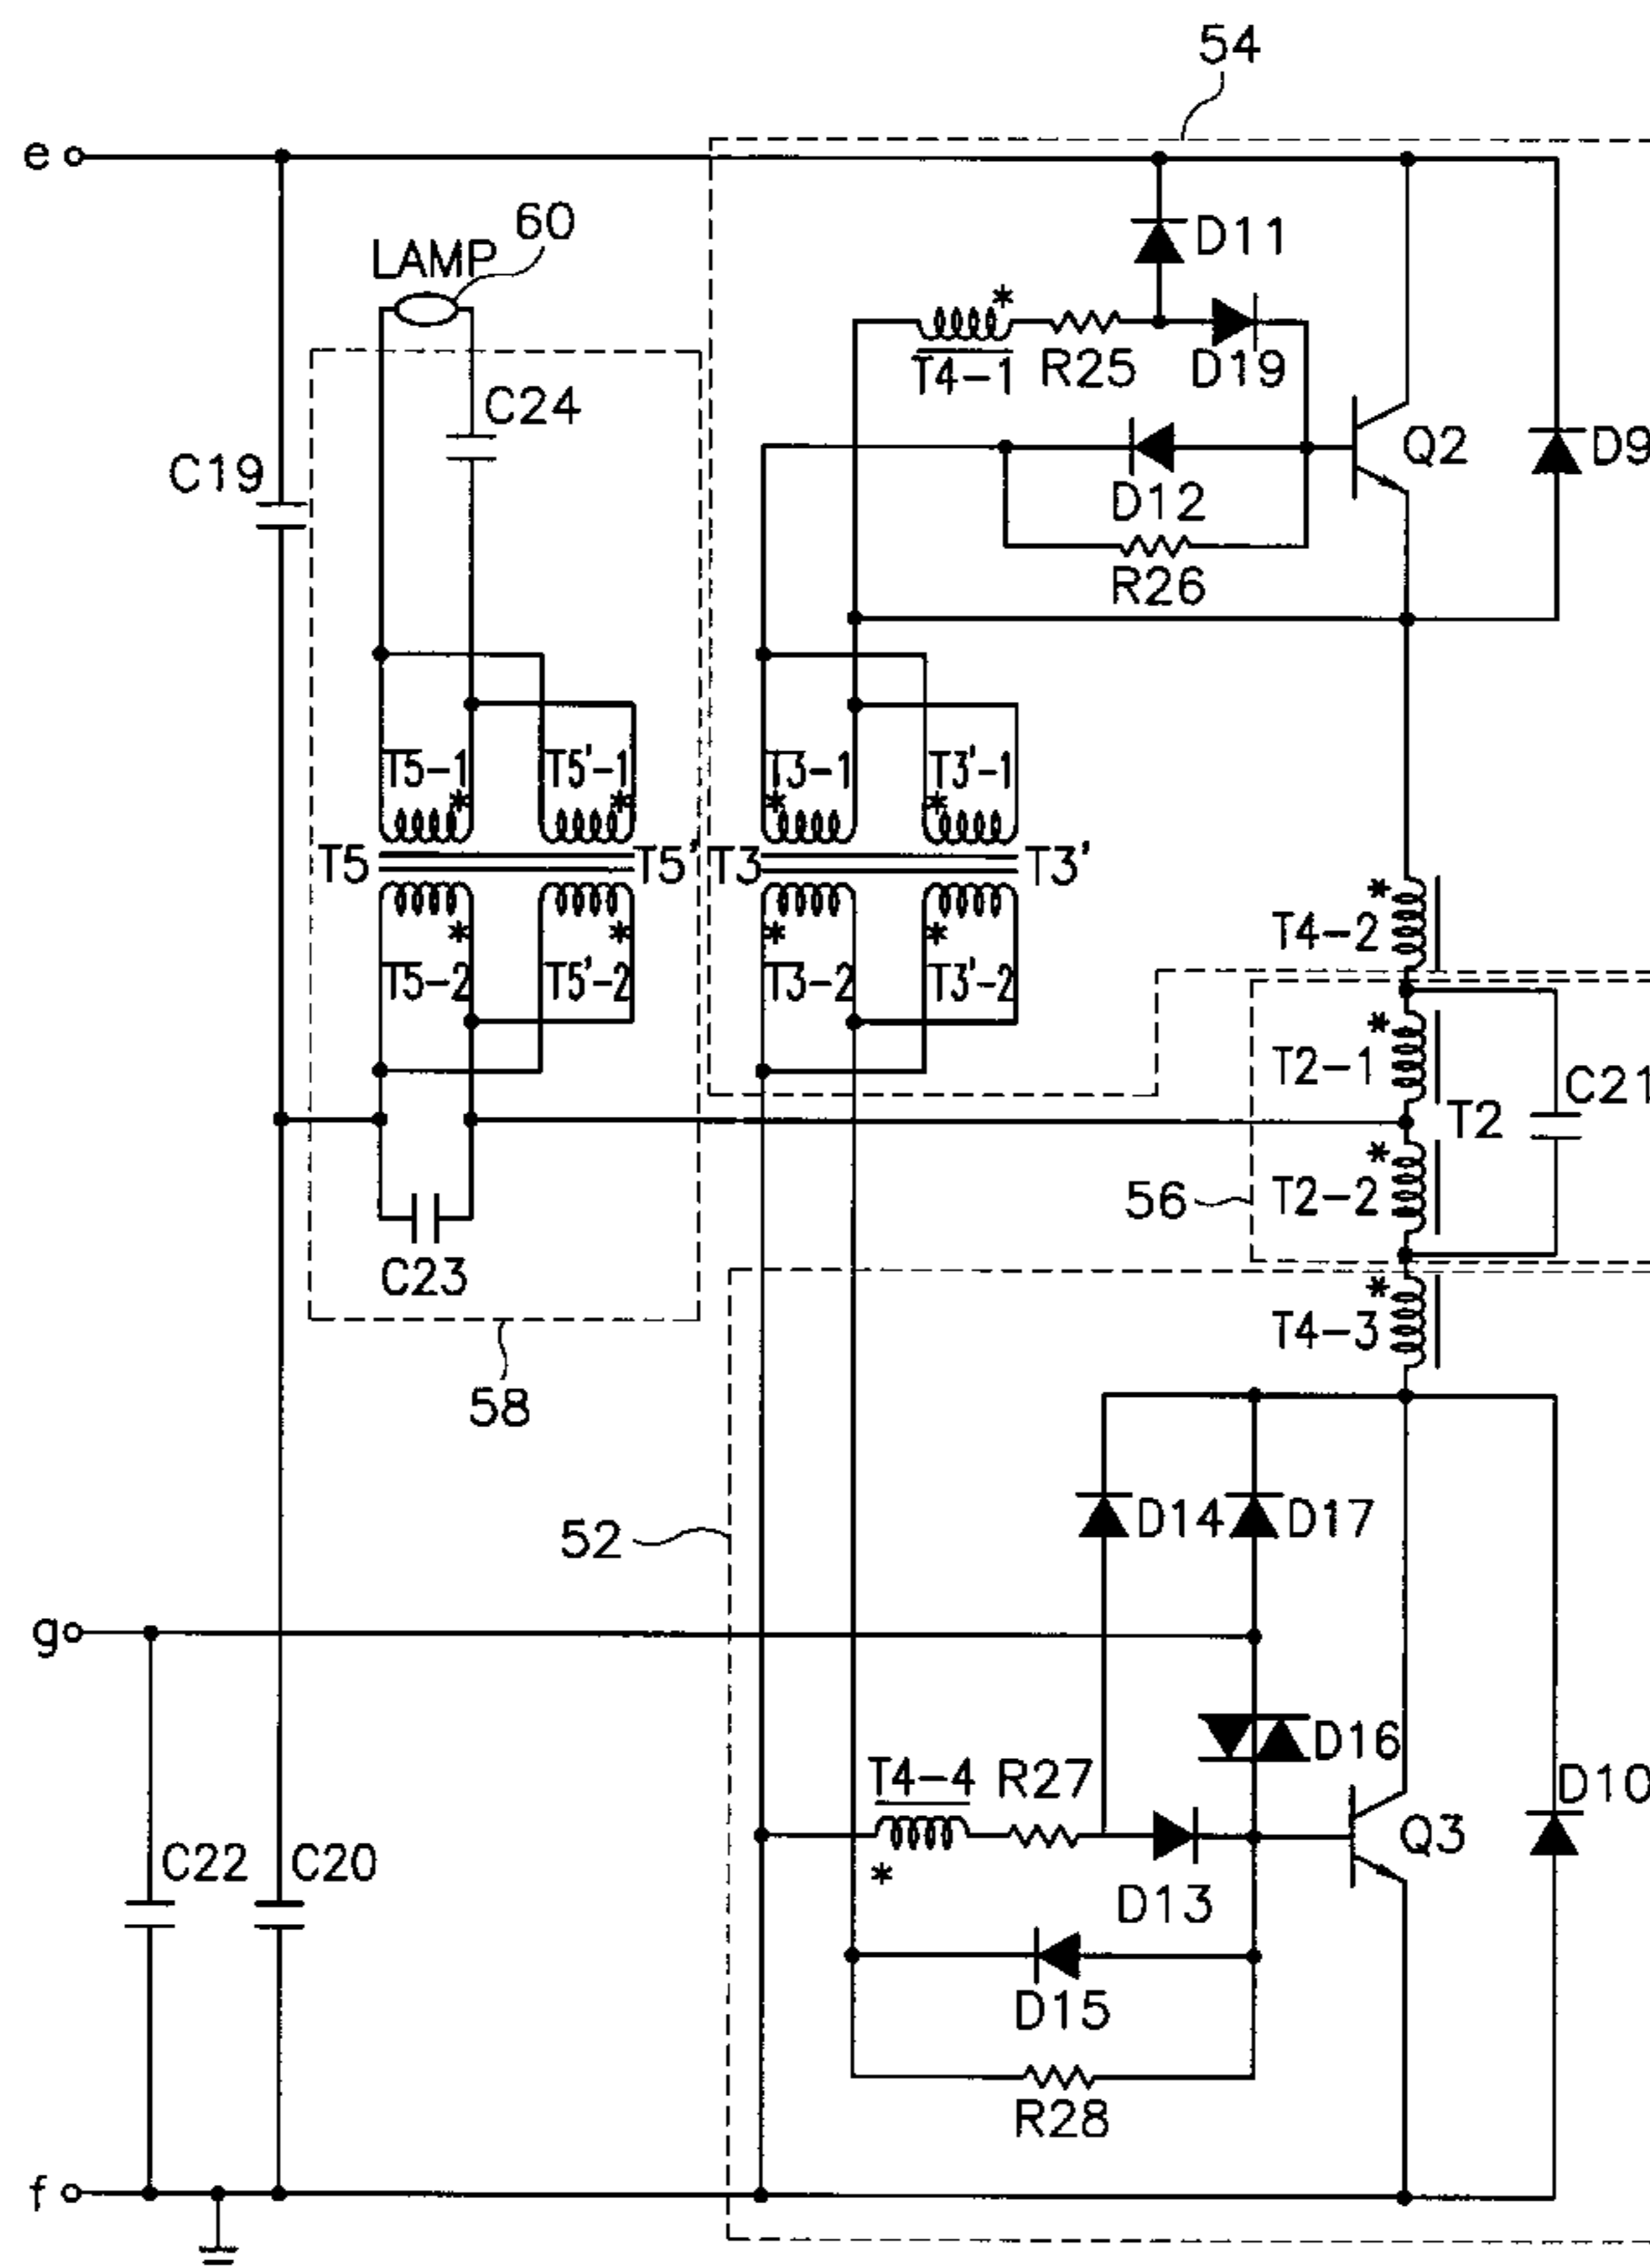 54
e
60
LAMP
D11
*
T4-1
R25
D19
C24
C19
Q2
D9
D12
R26
T5-1
T5'-1
T3-1
T3'-1
*
*
*
*
T5
T5'
T3
T3'
*
*
*
*
*
T4-2
T5-2
T5'-2
T3-2
T3'-2
*
T2-1
C21
T2
*
T2-2
56
C23
*
T4-3
58
D14
D17
52
g
D16
T4-4
R27
D10
Q3
C22
C20
*
D13
D15
R28
f